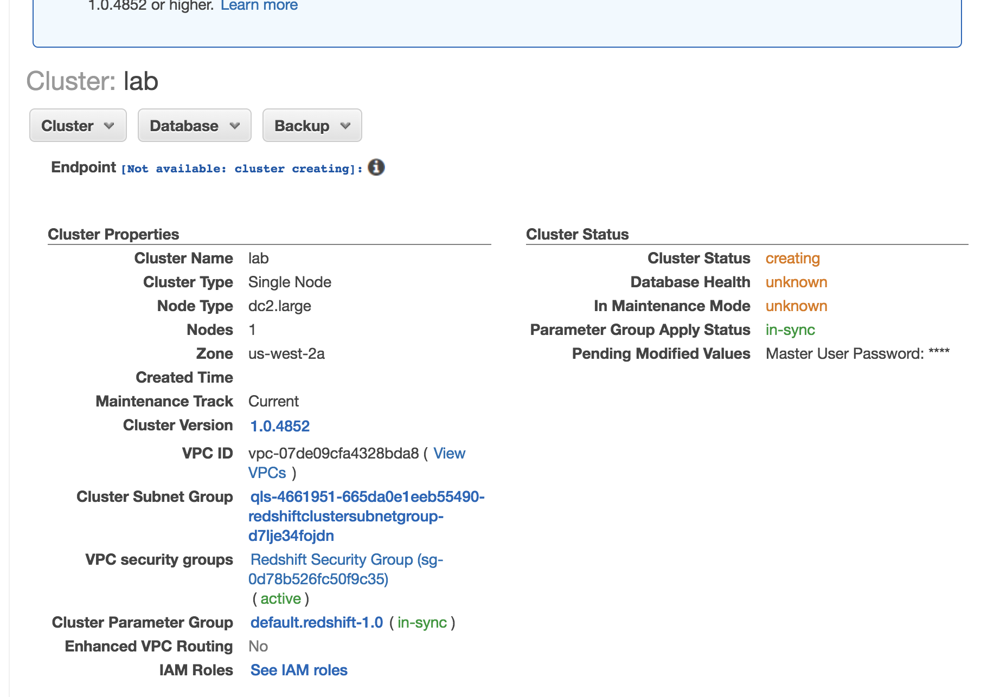 1.0.4852 or higher. Learn more
Cluster: lab
Cluster Database Backup
Endpoint [Not available: cluster creating]:
Cluster Properties
Cluster Name lab
Cluster Type Single Node
Node Type dc2.large
Nodes 1
Zone us-west-2a
Created Time
Maintenance Track Current
Cluster Version 1.0.4852
VPC ID vpc-07de09cfa4328bda8 ( View
VPCs )
Cluster Subnet Group qls-4661951-665da0e1eeb55490-
redshiftclustersubnetgroup-
d7lje34fojdn
VPC security groups Redshift Security Group (sg-
0d78b526fc50f9c35)
( active )
Cluster Parameter Group default.redshift-1.0 ( in-sync )
Enhanced VPC Routing No
IAM Roles See IAM roles
Cluster Status
Cluster Status creating
Database Health unknown
In Maintenance Mode unknown
Parameter Group Apply Status in-sync
Pending Modified Values Master User Password: ****